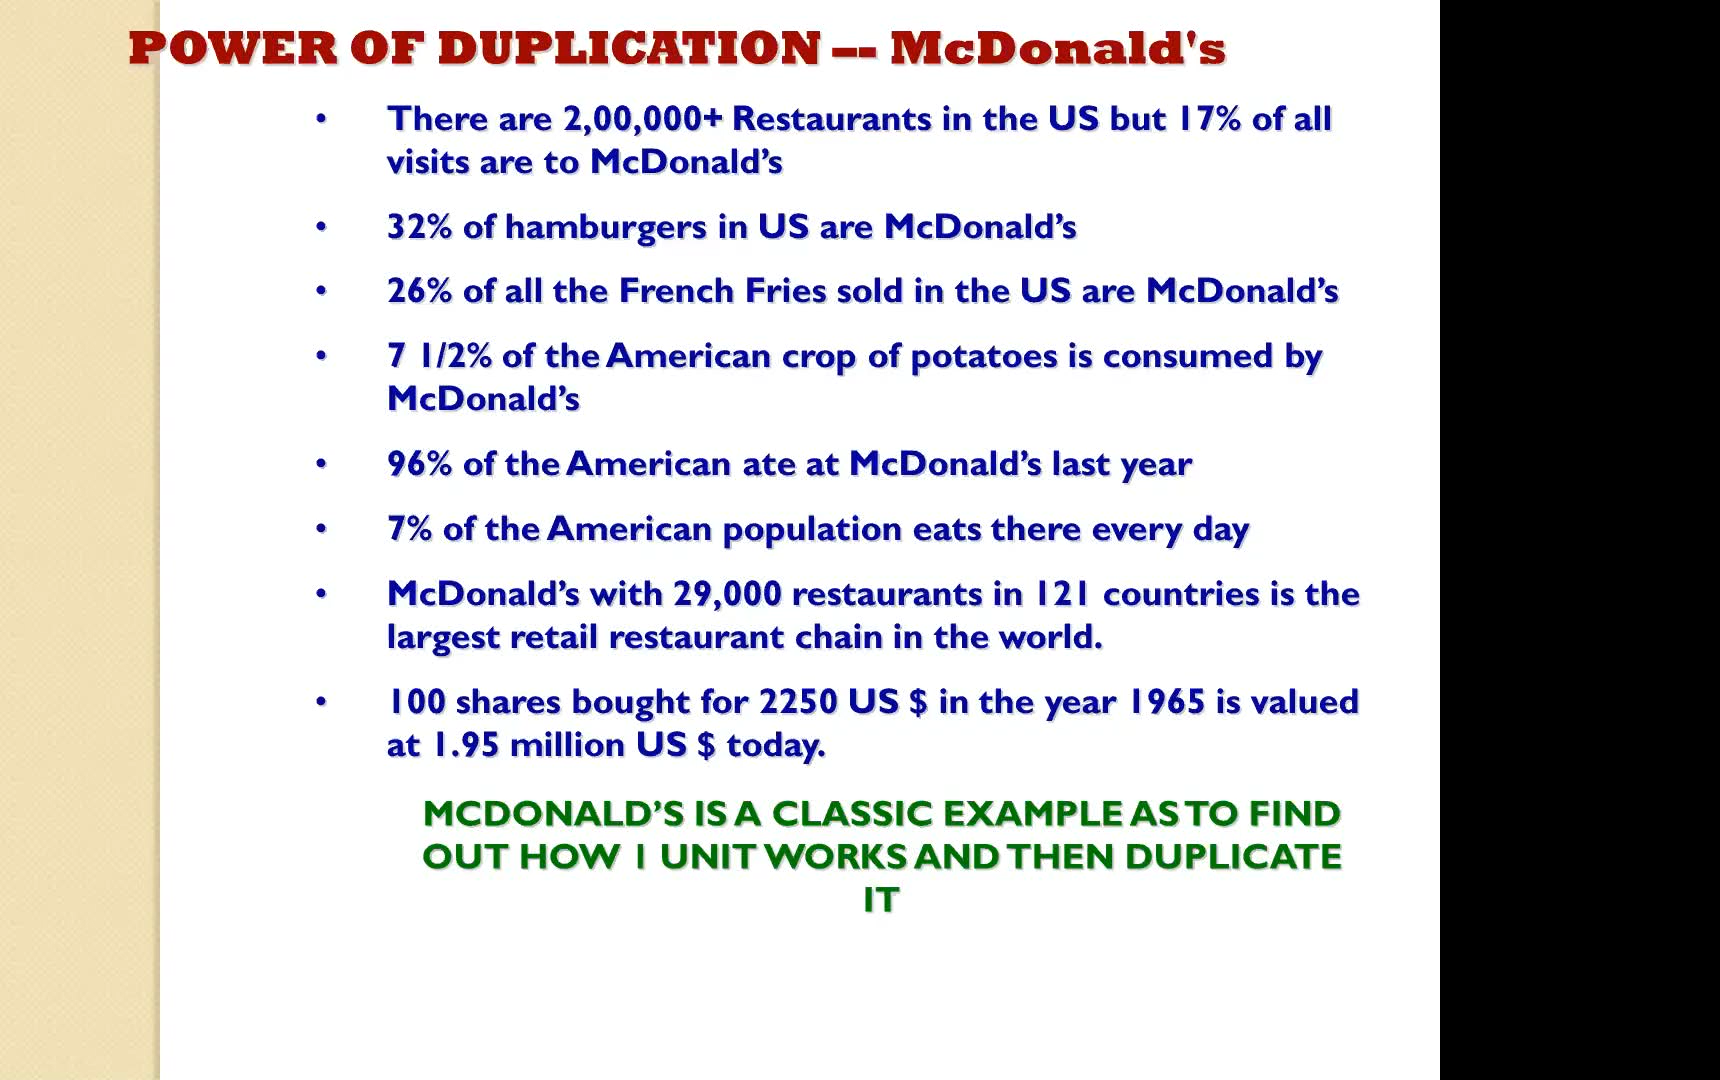 POWER OF DUPLICATION –- McDonald's
• There are 2,00,000+ Restaurants in the US but 17% of all
visits are to McDonald’s
• 32% of hamburgers in US are McDonald’s
• 26% of all the French Fries sold in the US are McDonald’s
• 7 1/2% of the American crop of potatoes is consumed by
McDonald’s
• 96% of the American ate at McDonald’s last year
• 7% of the American population eats there every day
• McDonald’s with 29,000 restaurants in 121 countries is the
largest retail restaurant chain in the world.
• 100 shares bought for 2250 US $ in the year 1965 is valued
at 1.95 million US $ today.
MCDONALD’S IS A CLASSIC EXAMPLE AS TO FIND
OUT HOW 1 UNIT WORKS AND THEN DUPLICATE
IT